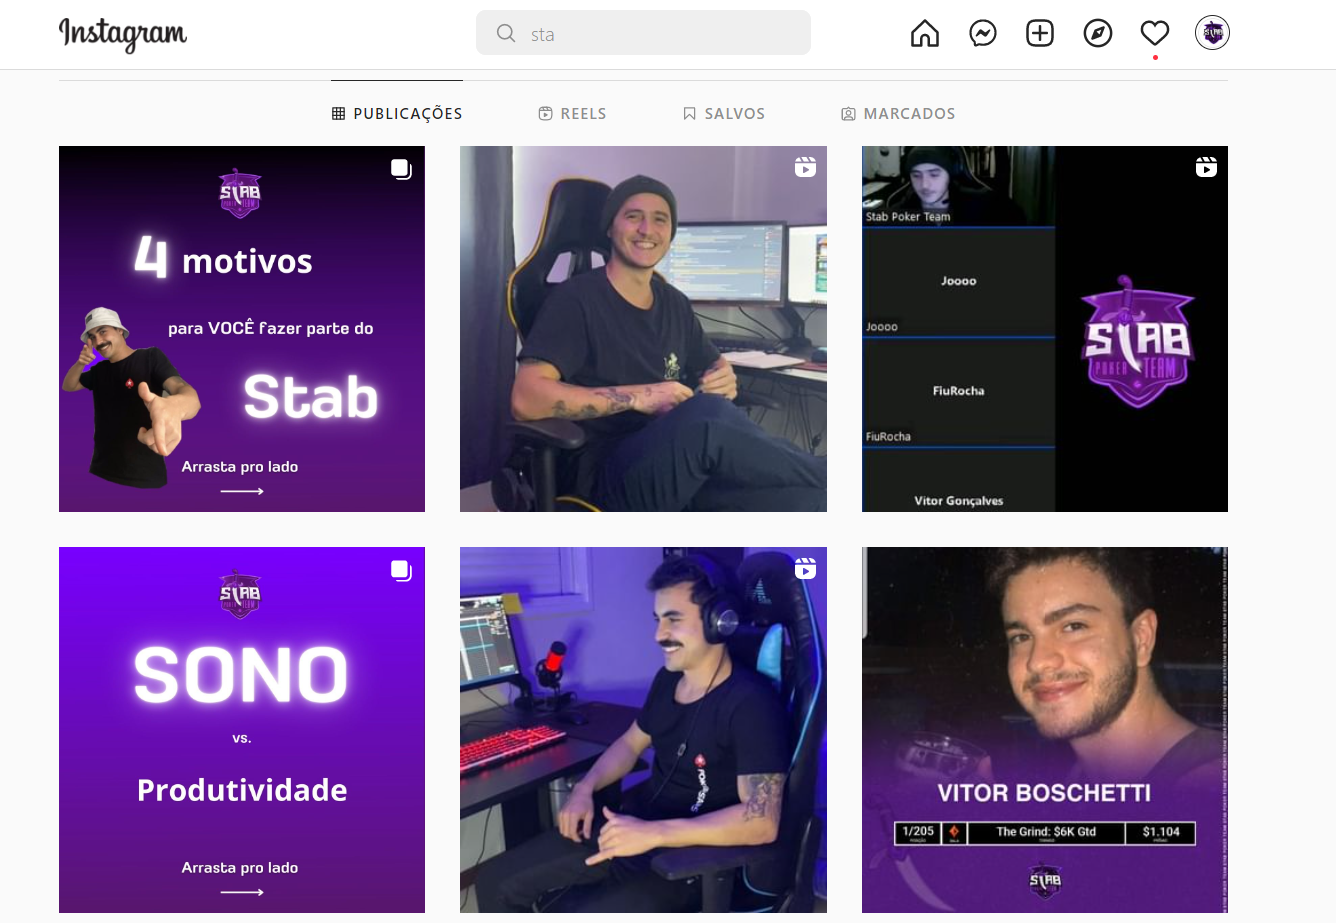 Instagram
sta
PUBLICAÇÕES
REELS
SALVOS
MARCADOS
STAB
POKER TEAM
4 motivos
para VOCÊ fazer parte do
Stab
Arrasta pro lado
Stab Poker Team
Joooo
Joooo
FiuRocha
FiuRocha
Vitor Gonçalves
STAB
POKER TEAM
STAB
SONO
vs.
Produtividade
Arrasta pro lado
VITOR BOSCHETTI
1/205
The Grind: $6K Gtd
$1.104
STAB